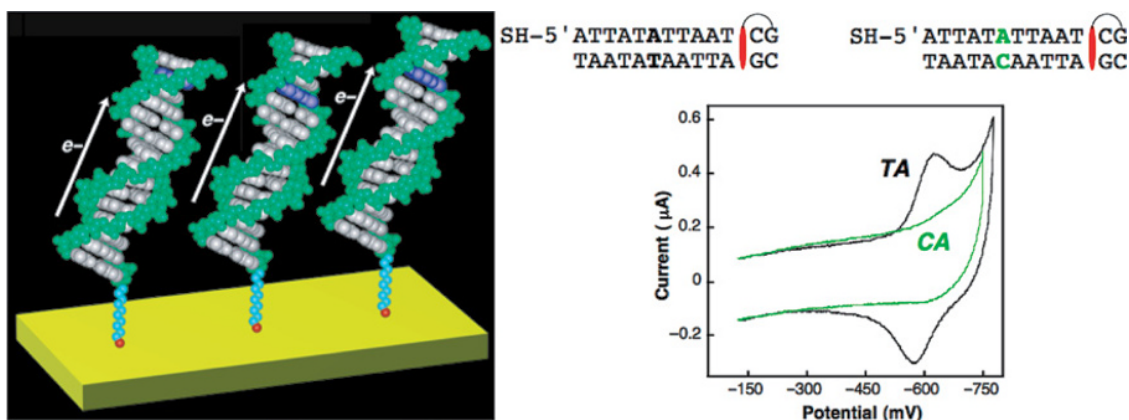 e-
e-
e-
SH-5'ATTATATTAAT CG
TAATATAATTA GC
SH-5'ATTATAATTAAT CG
TAATACAATTA GC
0.6
0.4
0.2
0
-0.2
Current (μA)
TA
CA
-150 -300 -450 -600 -750
Potential (mV)